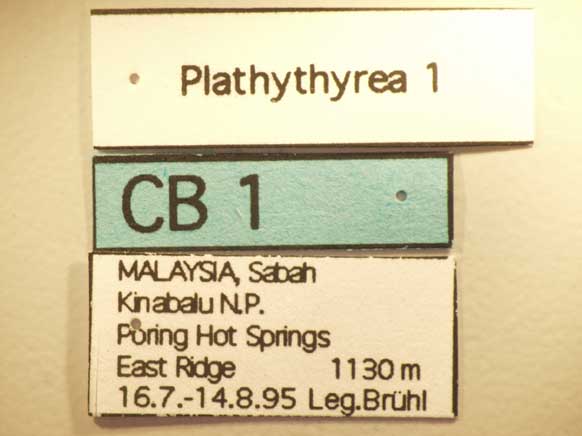 Plathythyrea 1
CB 1
MALAYSIA, Sabah
Kinabalu N.P.
Poring Hot Springs
East Ridge 1130 m
16.7.-14.8.95 Leg.Brühl